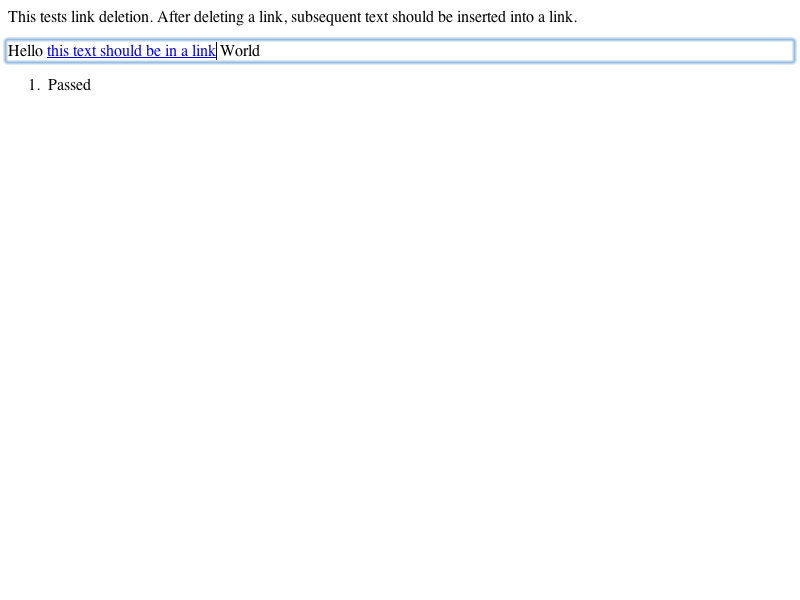 This tests link deletion. After deleting a link, subsequent text should be inserted into a link.
Hello this text should be in a link World
1. Passed